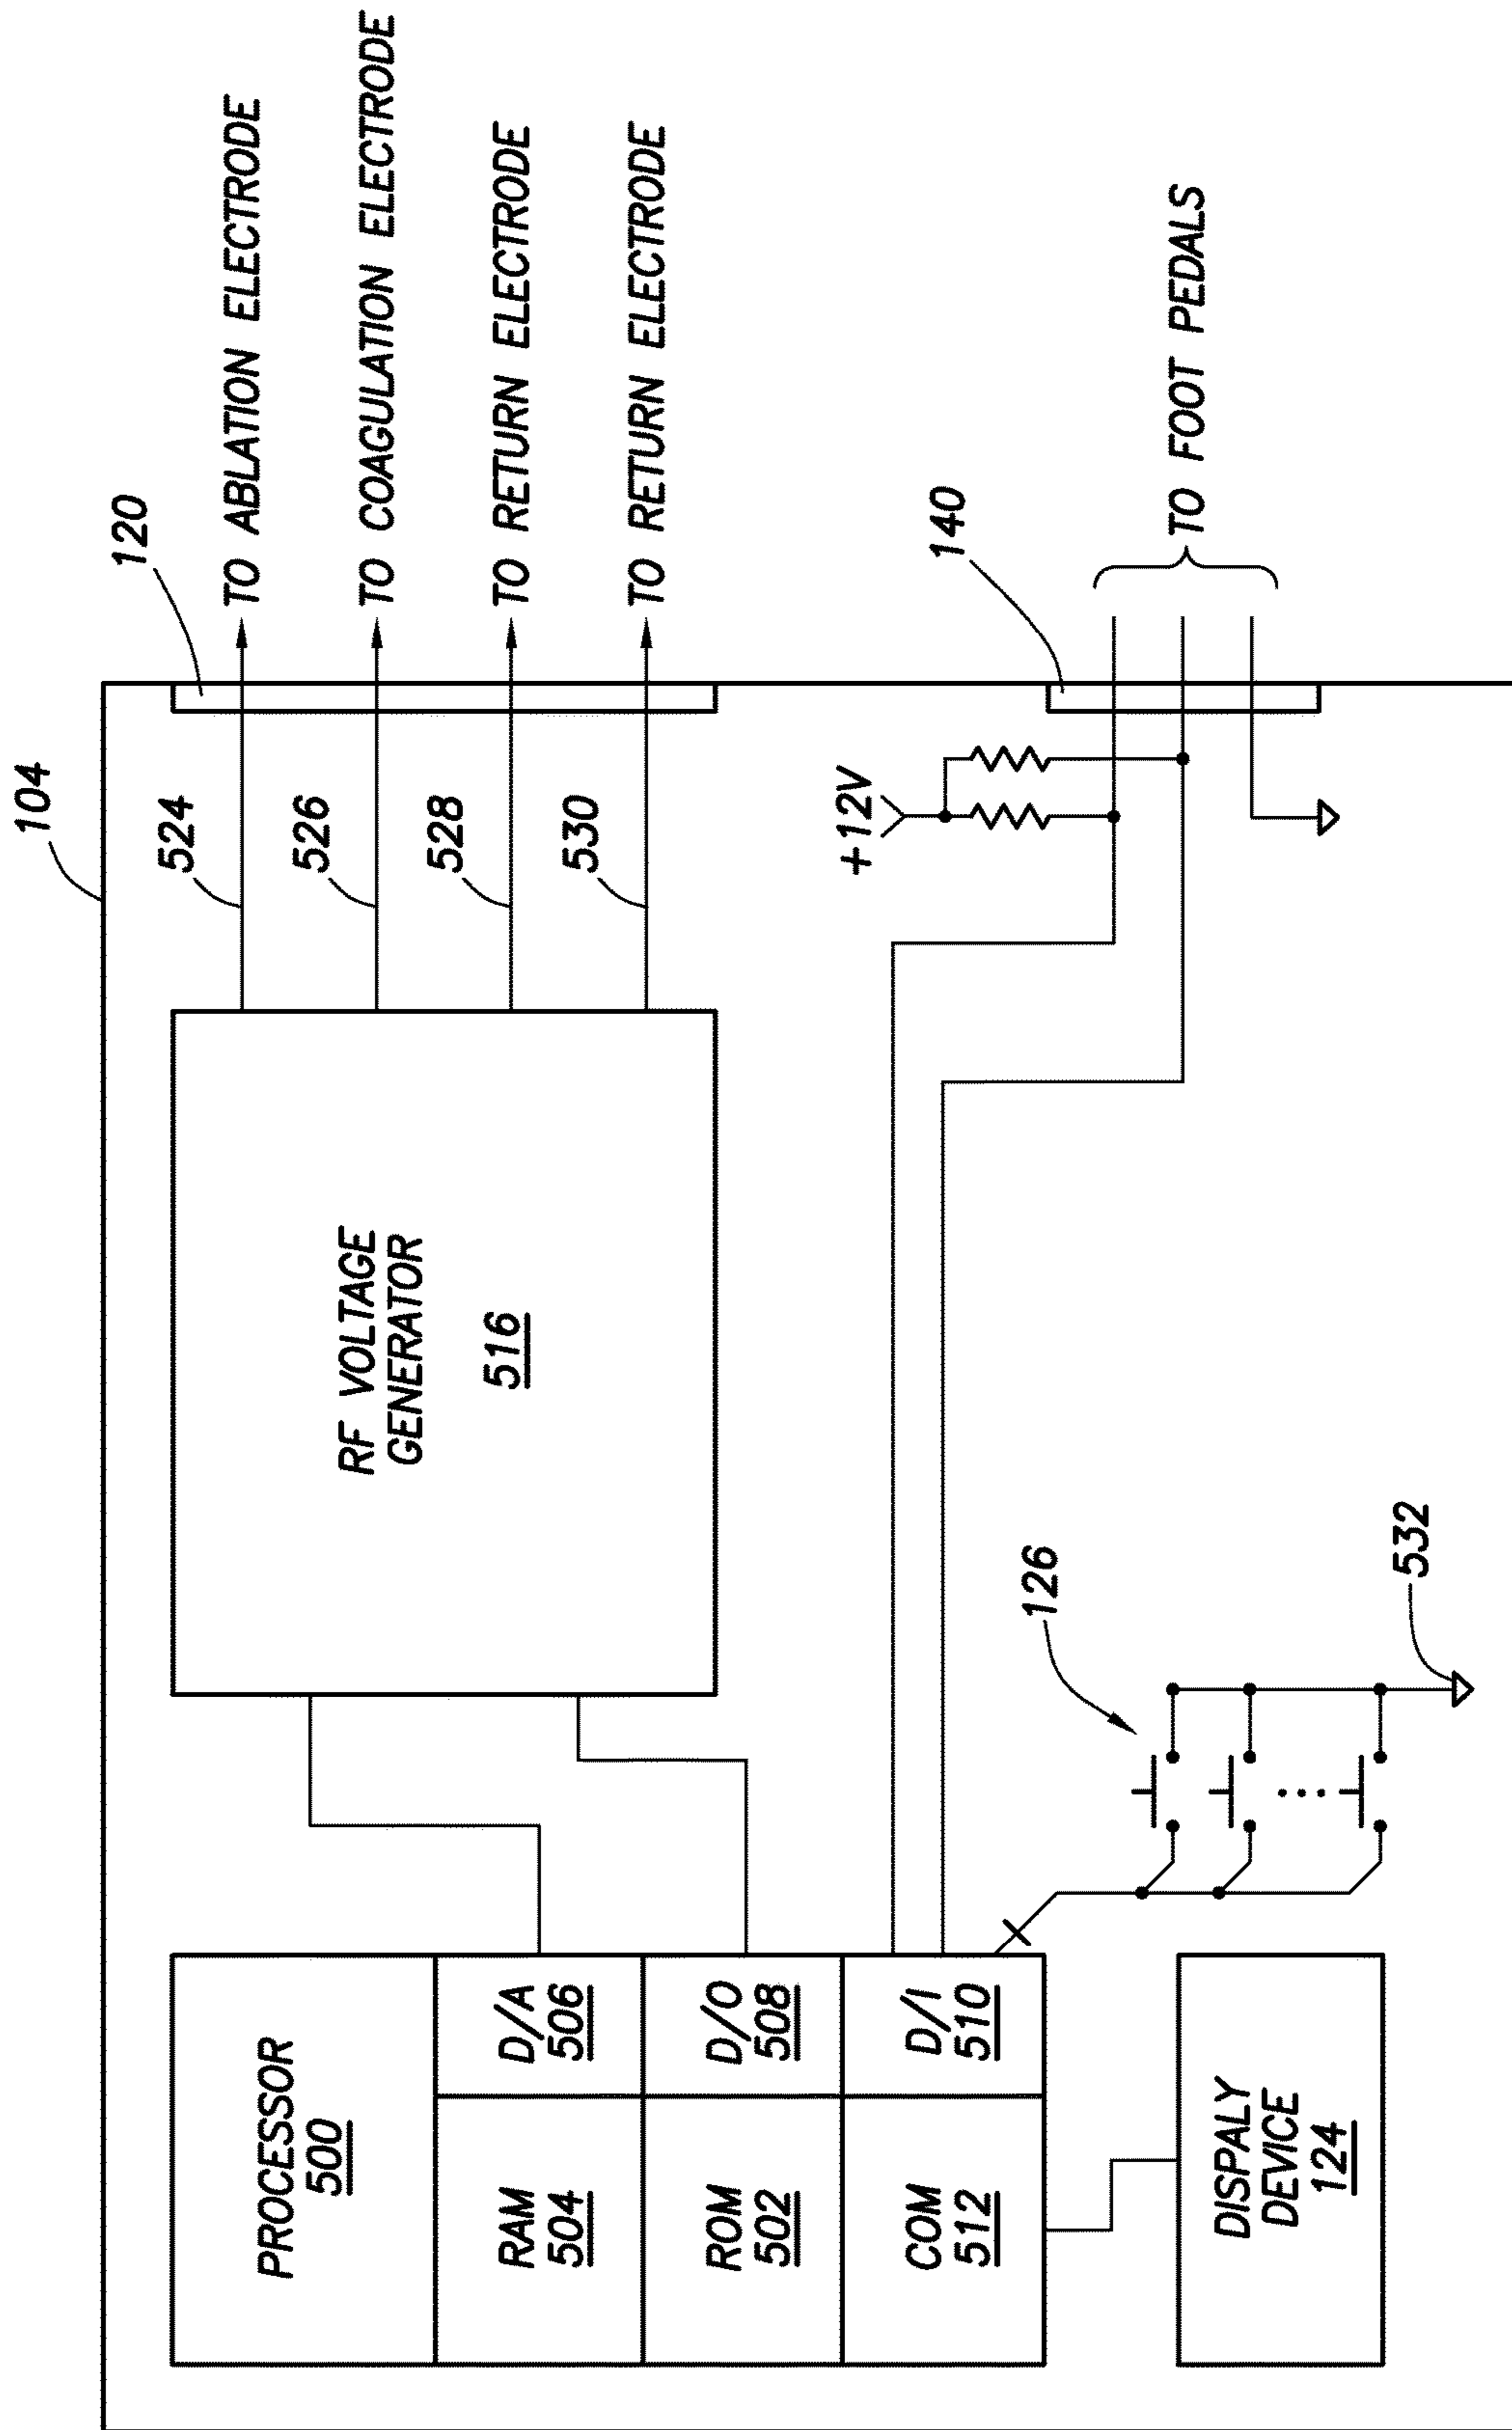 104
120
524
TO ABLATION ELECTRODE
526
TO COAGULATION ELECTRODE
528
TO RETURN ELECTRODE
530
TO RETURN ELECTRODE
RF VOLTAGE
GENERATOR
516
PROCESSOR
500
RAM
504
D/A
506
ROM
502
D/O
508
COM
512
D/I
510
+12V
140
TO FOOT PEDALS
126
532
DISPALY
DEVICE
124